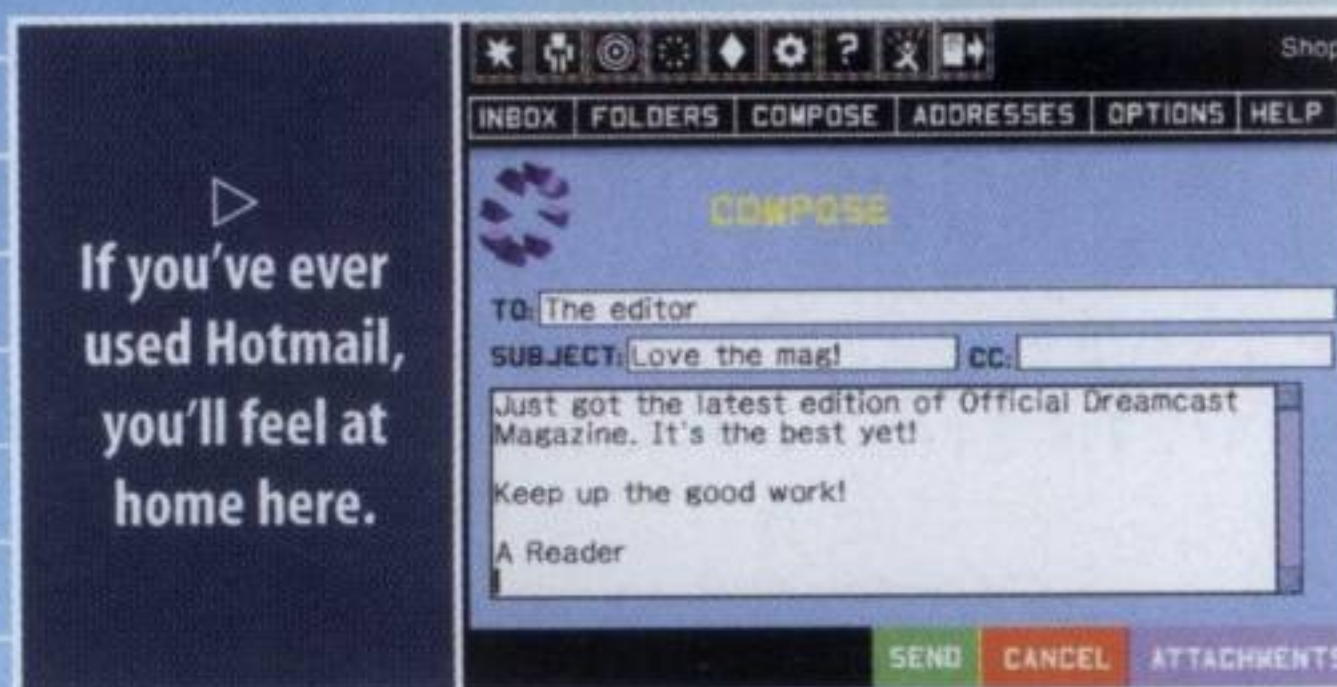 If you've ever
used Hotmail,
you'll feel at
home here.
Shop
INBOX FOLDERS COMPOSE ADDRESSES OPTIONS HELP
COMPOSE
TO: The editor
SUBJECT: Love the mag! CC:
Just got the latest edition of Official Dreamcast
Magazine. It's the best yet!
Keep up the good work!
A Reader
SEND CANCEL ATTACHMENTS